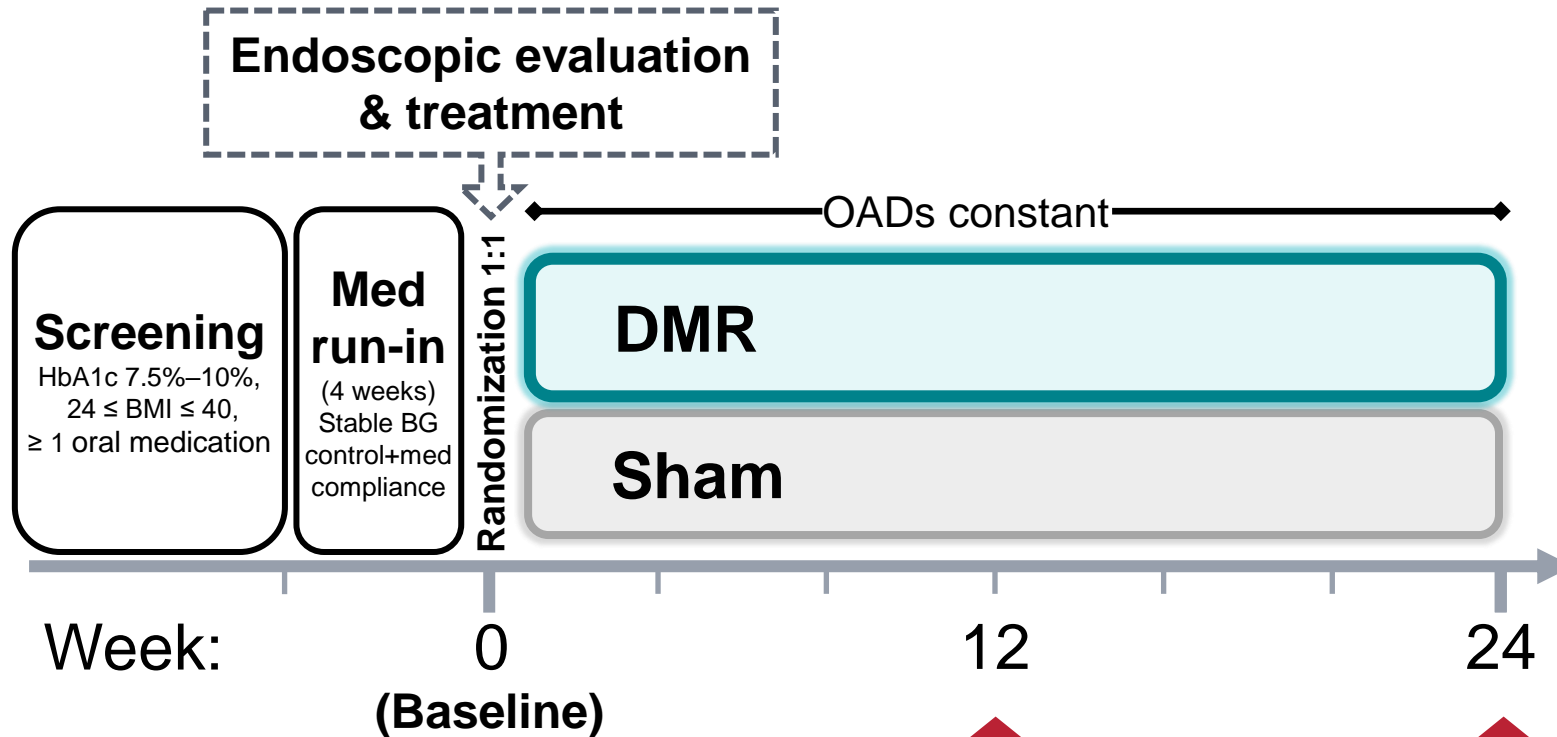 Endoscopic evaluation
& treatment
OADs constant
Screening
HbA1c 7.5%–10%,
24 ≤ BMI ≤ 40,
≥ 1 oral medication
Med
run-in
(4 weeks)
Stable BG
control+med
compliance
Randomization 1:1
DMR
Sham
Week:
0
12
24
(Baseline)